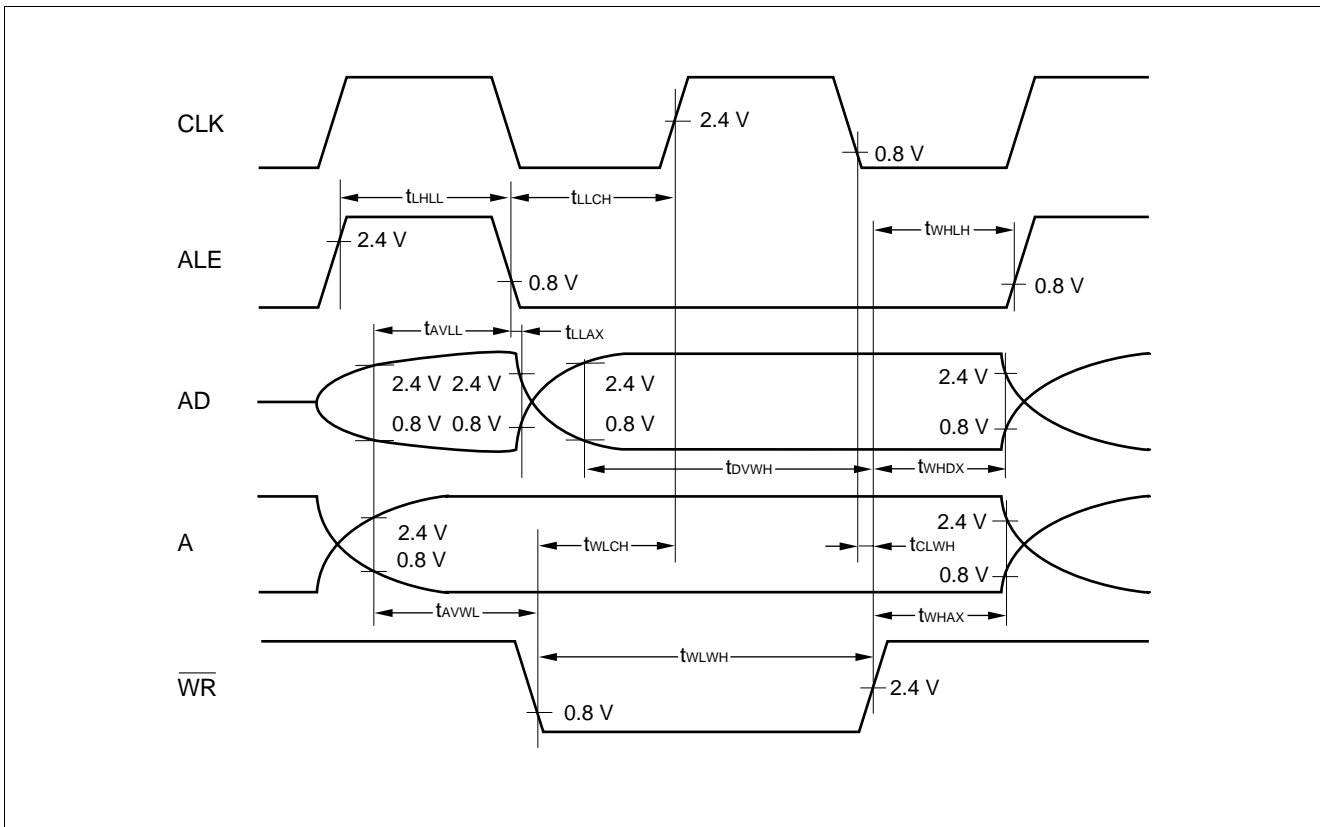 CLK
2.4 V
0.8 V
tLHLL
tLLCH
tWHLH
ALE
2.4 V
0.8 V
0.8 V
tAVLL
tLLAX
AD
2.4 V 2.4 V
2.4 V
2.4 V
0.8 V 0.8 V
0.8 V
0.8 V
tDVWH
tWHDX
A
2.4 V
2.4 V
0.8 V
tWLCH
tCLWH
0.8 V
tAVWL
tWHAX
tWLWH
WR
0.8 V
2.4 V